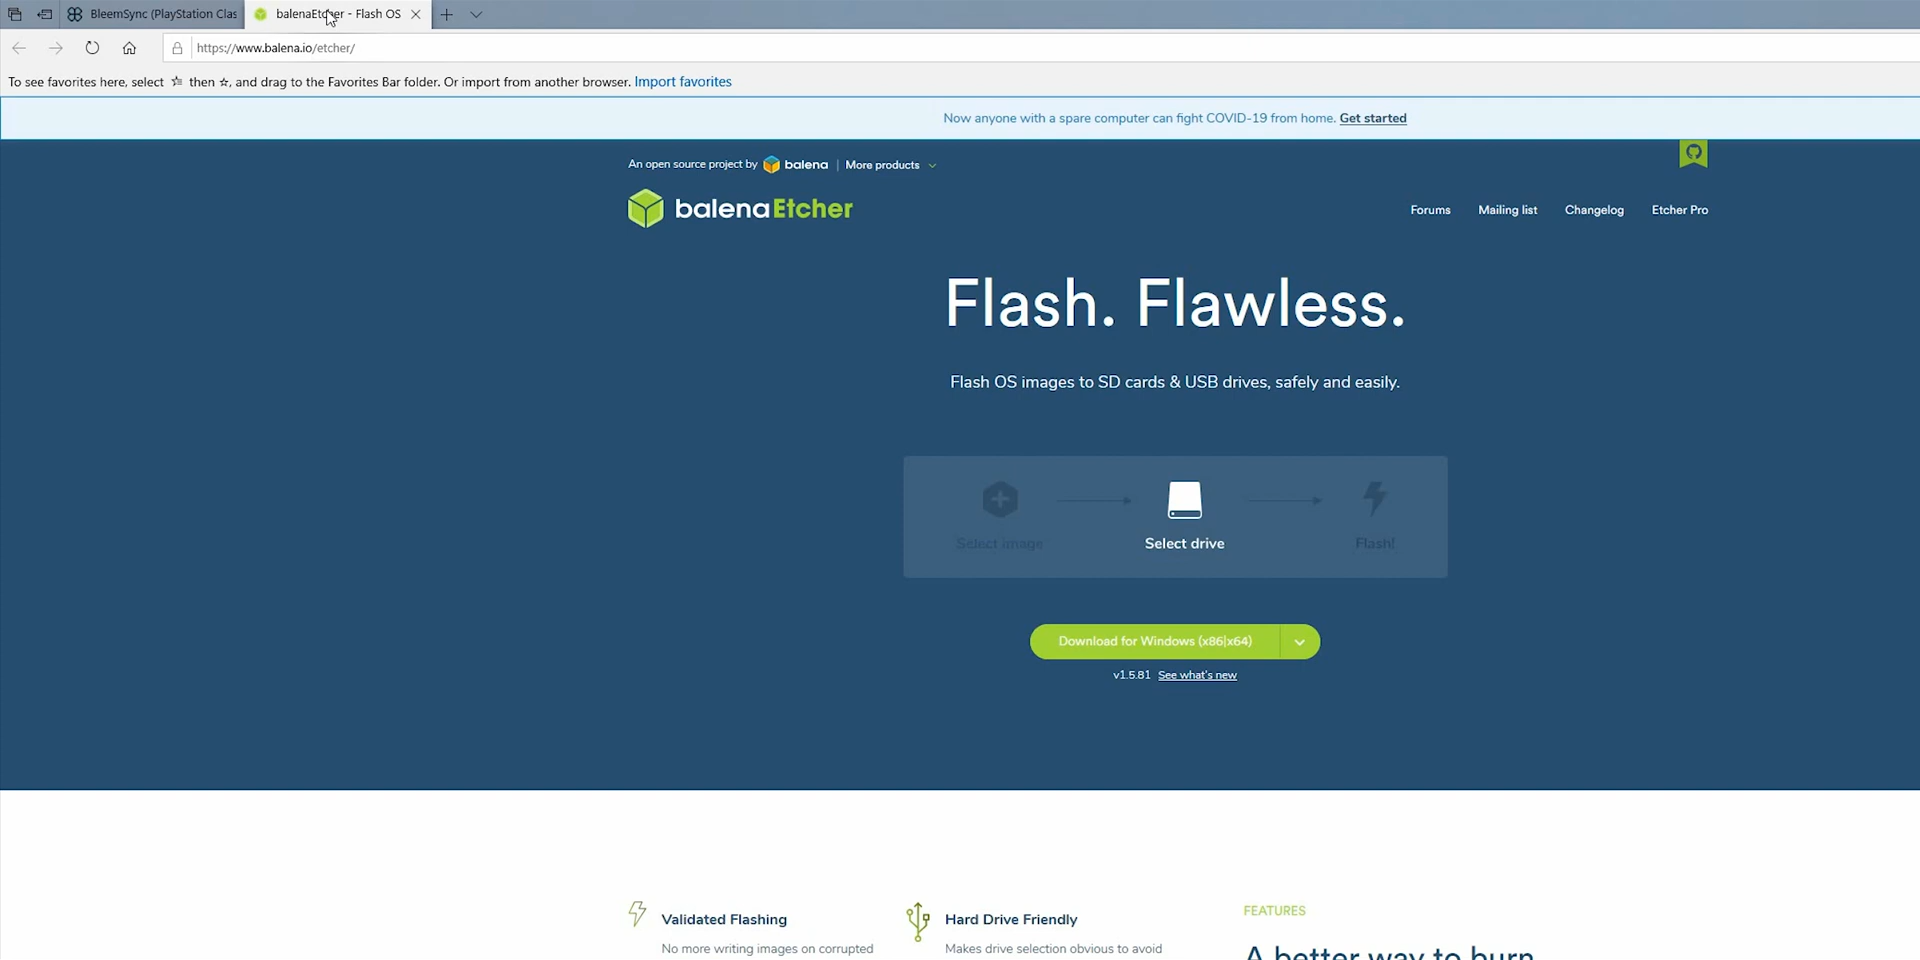 BleemSync (PlayStation Clas
balenaEtcher - Flash OS
https://www.balena.io/etcher/
To see favorites here, select then , and drag to the Favorites Bar folder. Or import from another browser. Import favorites
Now anyone with a spare computer can fight COVID-19 from home. Get started
An open source project by balena | More products
balenaEtcher
Forums Mailing list Changelog Etcher Pro
Flash. Flawless.
Flash OS images to SD cards & USB drives, safely and easily.
Select image Select drive Flash!
Download for Windows (x86|x64)
v1.5.81 See what's new
Validated Flashing
No more writing images on corrupted
Hard Drive Friendly
Makes drive selection obvious to avoid
FEATURES
A better way to burn